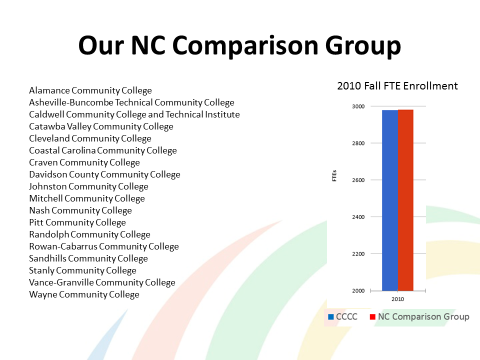 Our NC Comparison Group
Alamance Community College
Asheville-Buncombe Technical Community College
Caldwell Community College and Technical Institute
Catawba Valley Community College
Cleveland Community College
Coastal Carolina Community College
Craven Community College
Davidson County Community College
Johnston Community College
Mitchell Community College
Nash Community College
Pitt Community College
Randolph Community College
Rowan-Cabarrus Community College
Sandhills Community College
Stanly Community College
Vance-Granville Community College
Wayne Community College
2010 Fall FTE Enrollment
3000
2800
2600
2400
2200
2000
FTEs
2010
CCCC
NC Comparison Group